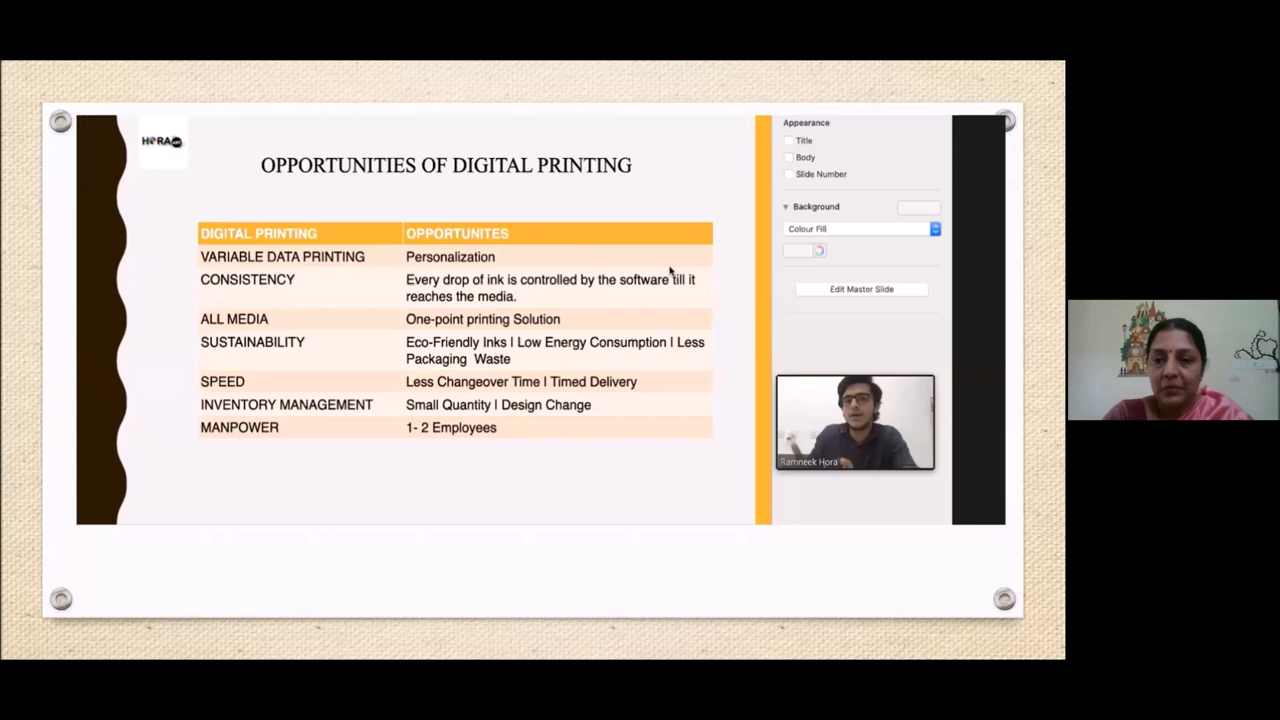 HORA ART
OPPORTUNITIES OF DIGITAL PRINTING
DIGITAL PRINTING OPPORTUNITES
VARIABLE DATA PRINTING Personalization
CONSISTENCY Every drop of ink is controlled by the software till it
reaches the media.
ALL MEDIA One-point printing Solution
SUSTAINABILITY Eco-Friendly Inks | Low Energy Consumption | Less
Packaging Waste
SPEED Less Changeover Time | Timed Delivery
INVENTORY MANAGEMENT Small Quantity | Design Change
MANPOWER 1- 2 Employees
Appearance
Title
Body
Slide Number
Background
Colour Fill
Edit Master Slide
Ramneek Hora